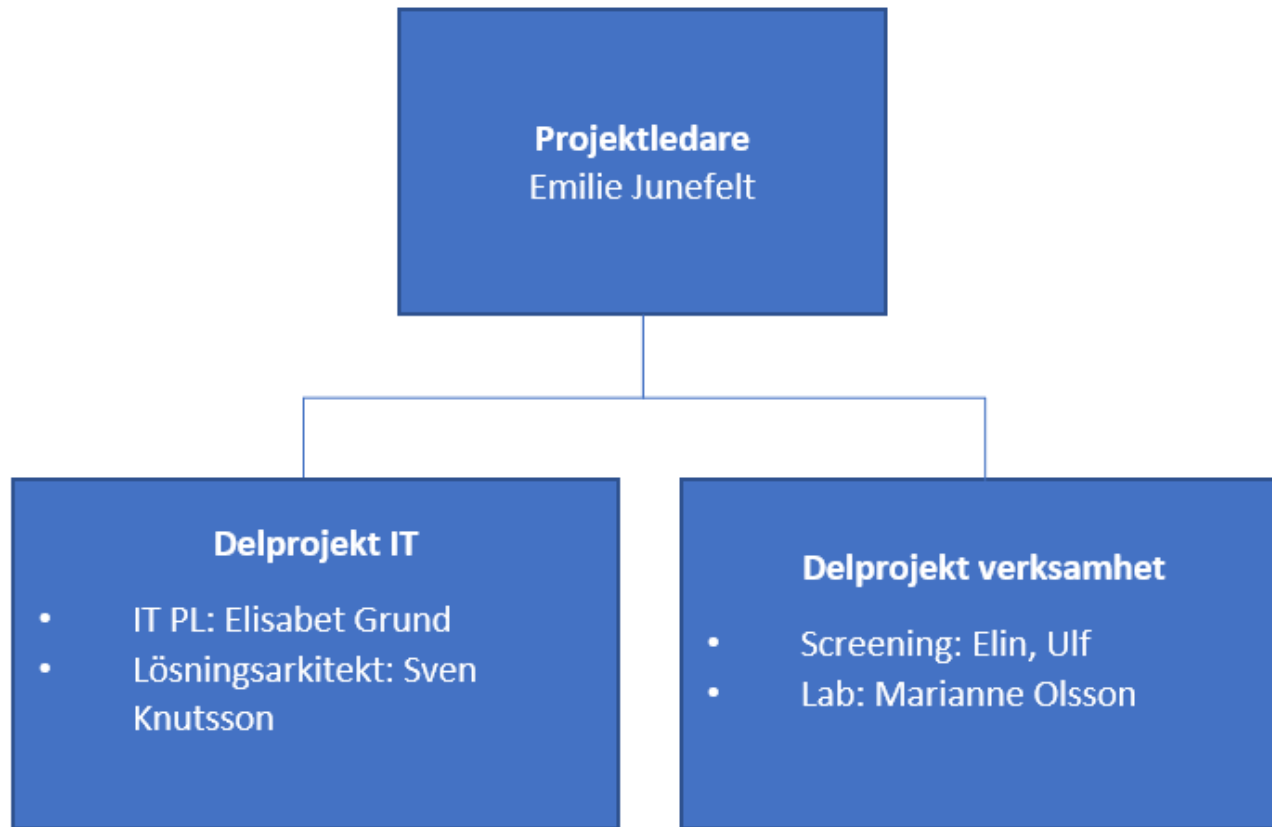 Projektledare
Emilie Junefelt
Delprojekt IT
• IT PL: Elisabet Grund
• Lösningsarkitekt: Sven
Knutsson
Delprojekt verksamhet
• Screening: Elin, Ulf
• Lab: Marianne Olsson